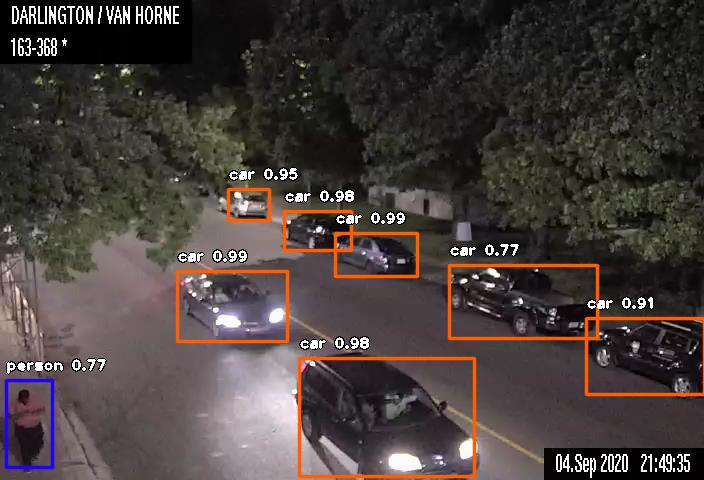 DARLINGTON / VAN HORNE
163-368 *
car 0.95
car 0.98
car 0.99
car 0.99
car 0.77
car 0.91
car 0.98
person 0.77
04.Sep 2020 21:49:35